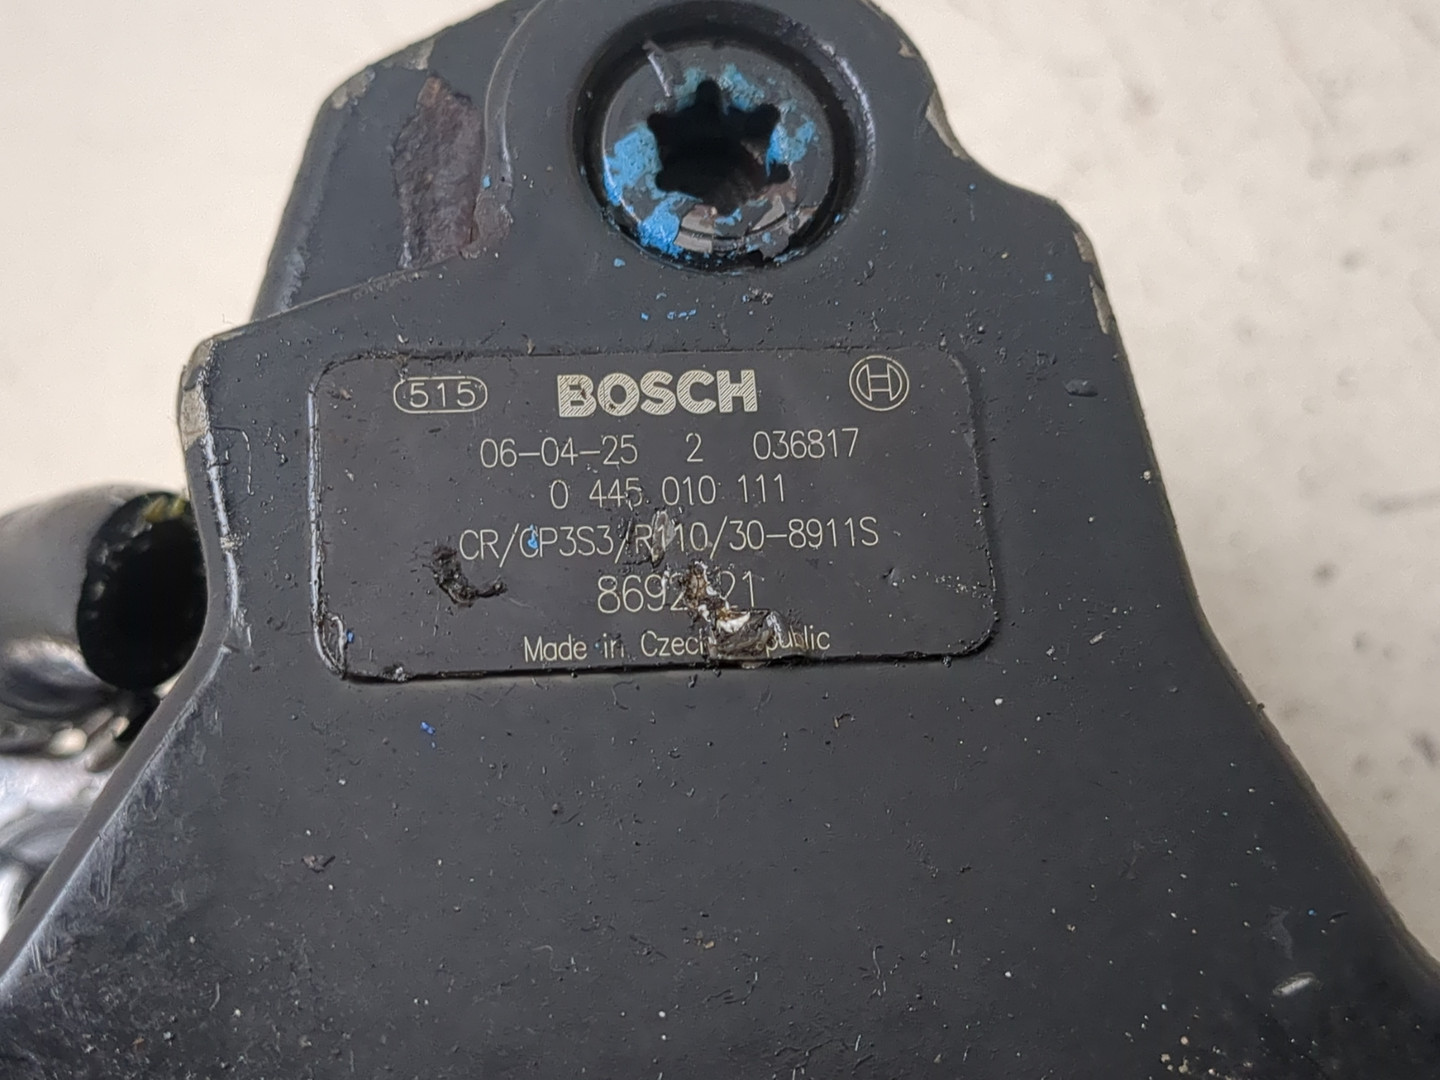 515 BOSCH
06-04-25 2 036817
0 445 010 111
CR/CP3S3/R110/30-8911S
Made in